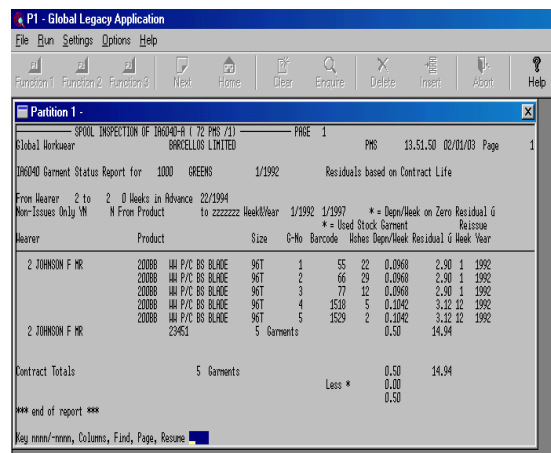 P1 - Global Legacy Application
File Run Settings Options Help
F1 F2 F3
Function 1 Function 2 Function 3 Next Home Clear Enquire Delete Insert Abort Help
Partition 1 -
SPOOL INSPECTION OF IA6040-A ( 72 PMS /1) PAGE 1
Global Workwear BARCELLOS LIMITED PMS 13.51.50 02/01/03 Page 1
IA6040 Garment Status Report for 1000 GREENS 1/1992 Residuals based on Contract Life
From Wearer 2 to 2 0 Weeks in Advance 22/1994
Non-Issues Only YN N From Product to zzzzzzz Week&Year 1/1992 1/1997 * = Depn/Week on Zero Residual ú
* = Used Stock Garment Reissue
Wearer Product Size G-No Barcode Wshes Depn/Week Residual ú Week Year
2 JOHNSON F MR 200BB WW P/C BS BLADE 96T 1 55 22 0.0968 2.90 1 1992
200BB WW P/C BS BLADE 96T 2 66 29 0.0968 2.90 1 1992
200BB WW P/C BS BLADE 96T 3 77 12 0.0968 2.90 1 1992
200BB WW P/C BS BLADE 96T 4 1518 5 0.1042 3.12 12 1992
200BB WW P/C BS BLADE 96T 5 1529 2 0.1042 3.12 12 1992
2 JOHNSON F MR 23451 5 Garments 0.50 14.94
Contract Totals 5 Garments 0.50 14.94
Less * 0.00
0.50
*** end of report ***
Key nnnn/-nnnn, Columns, Find, Page, Resume